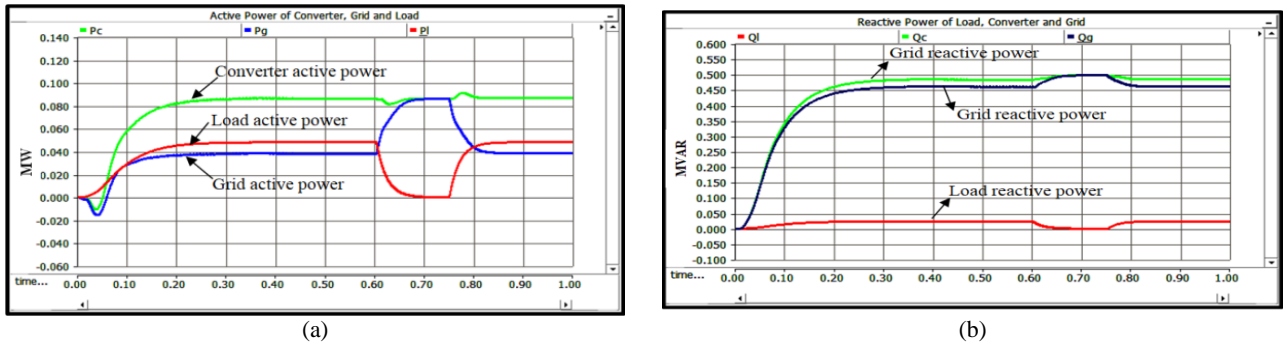 Active Power of Converter, Grid and Load
Pc Pg Pl
0.140
0.120
0.100
0.080
0.060
0.040
0.020
0.000
-0.020
-0.040
-0.060
MW
Converter active power
Load active power
Grid active power
time...
0.00 0.10 0.20 0.30 0.40 0.50 0.60 0.70 0.80 0.90 1.00
(a)
Reactive Power of Load, Converter and Grid
Ql Qc Qg
0.600
0.550
0.500
0.450
0.400
0.350
0.300
0.250
0.200
0.150
0.100
0.050
0.000
-0.050
-0.100
MVAR
Grid reactive power
Grid reactive power
Load reactive power
time...
0.00 0.10 0.20 0.30 0.40 0.50 0.60 0.70 0.80 0.90 1.00
(b)